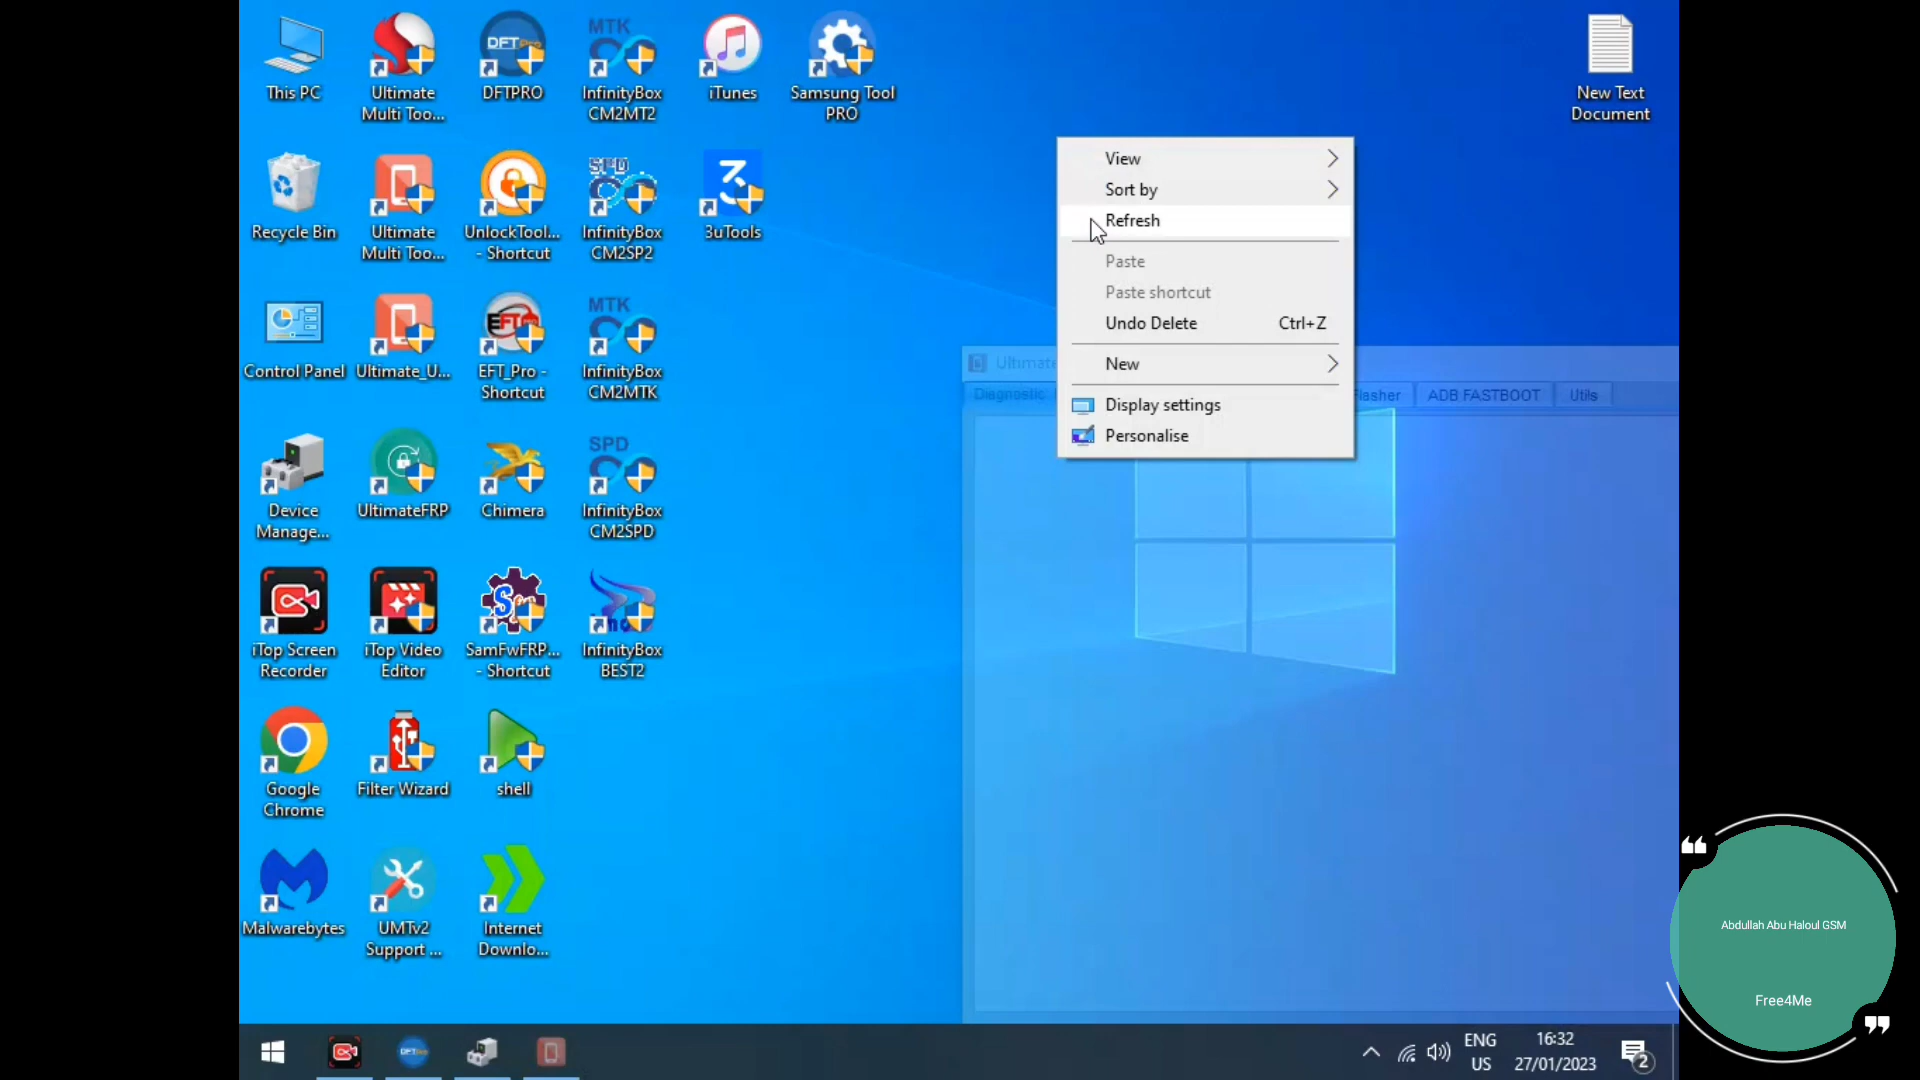 This PC
Ultimate
Multi Too...
DFTPRO
MTK
InfinityBox
CM2MT2
iTunes
Samsung Tool
PRO
New Text
Document
Recycle Bin
Ultimate
Multi Too...
UnlockTool...
- Shortcut
SPD
InfinityBox
CM2SP2
3uTools
Control Panel
Ultimate_U...
EFT_Pro -
Shortcut
MTK
InfinityBox
CM2MTK
Device
Manage...
UltimateFRP
Chimera
SPD
InfinityBox
CM2SPD
iTop Screen
Recorder
iTop Video
Editor
SamFwFRP...
- Shortcut
InfinityBox
BEST2
Google
Chrome
Filter Wizard
shell
Malwarebytes
UMTv2
Support ...
Internet
Downlo...
View
Sort by
Refresh
Paste
Paste shortcut
Undo Delete Ctrl+Z
New
Display settings
Personalise
Ultimate
Diagnostic
Flasher
ADB FASTBOOT
Utils
ENG
US
16:32
27/01/2023
2
Abdullah Abu Haloul GSM
Free4Me